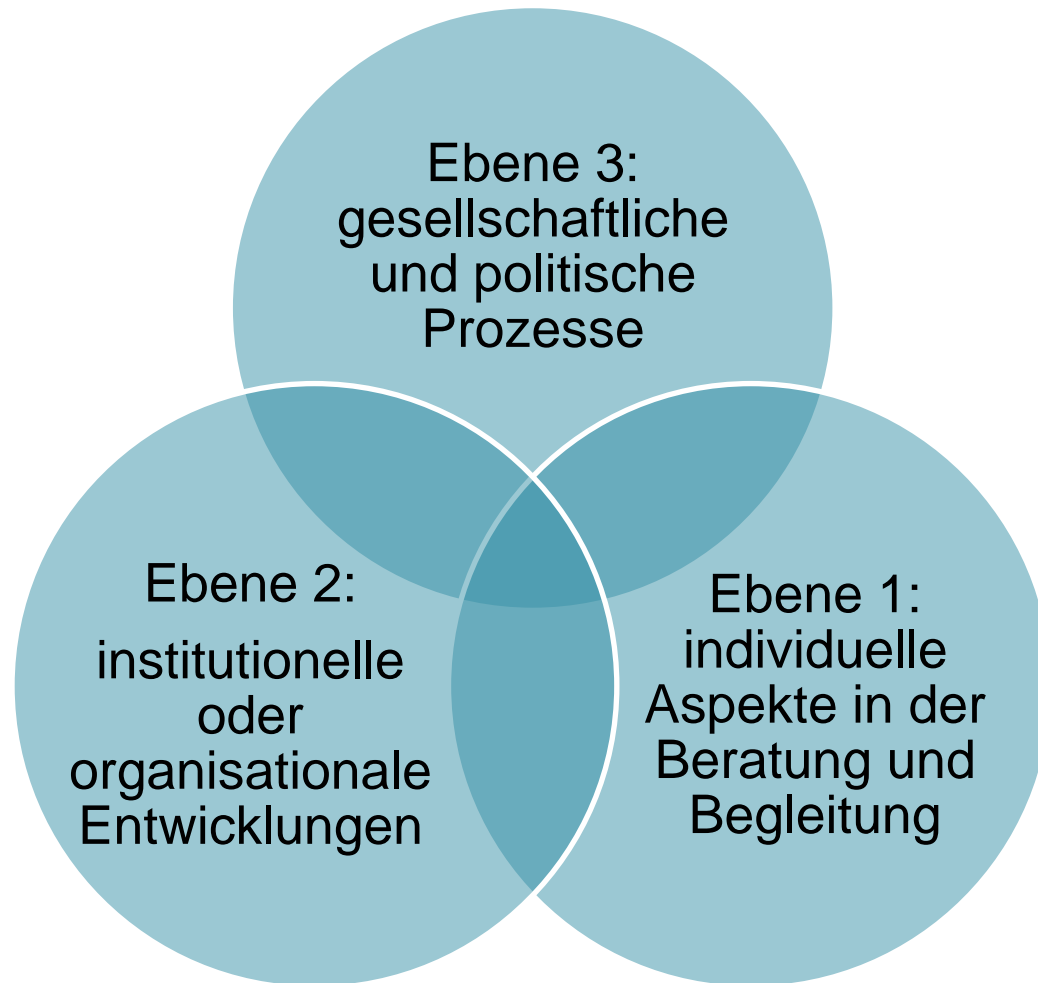 Ebene 3:
gesellschaftliche
und politische
Prozesse
Ebene 2:
institutionelle
oder
organisationale
Entwicklungen
Ebene 1:
individuelle
Aspekte in der
Beratung und
Begleitung